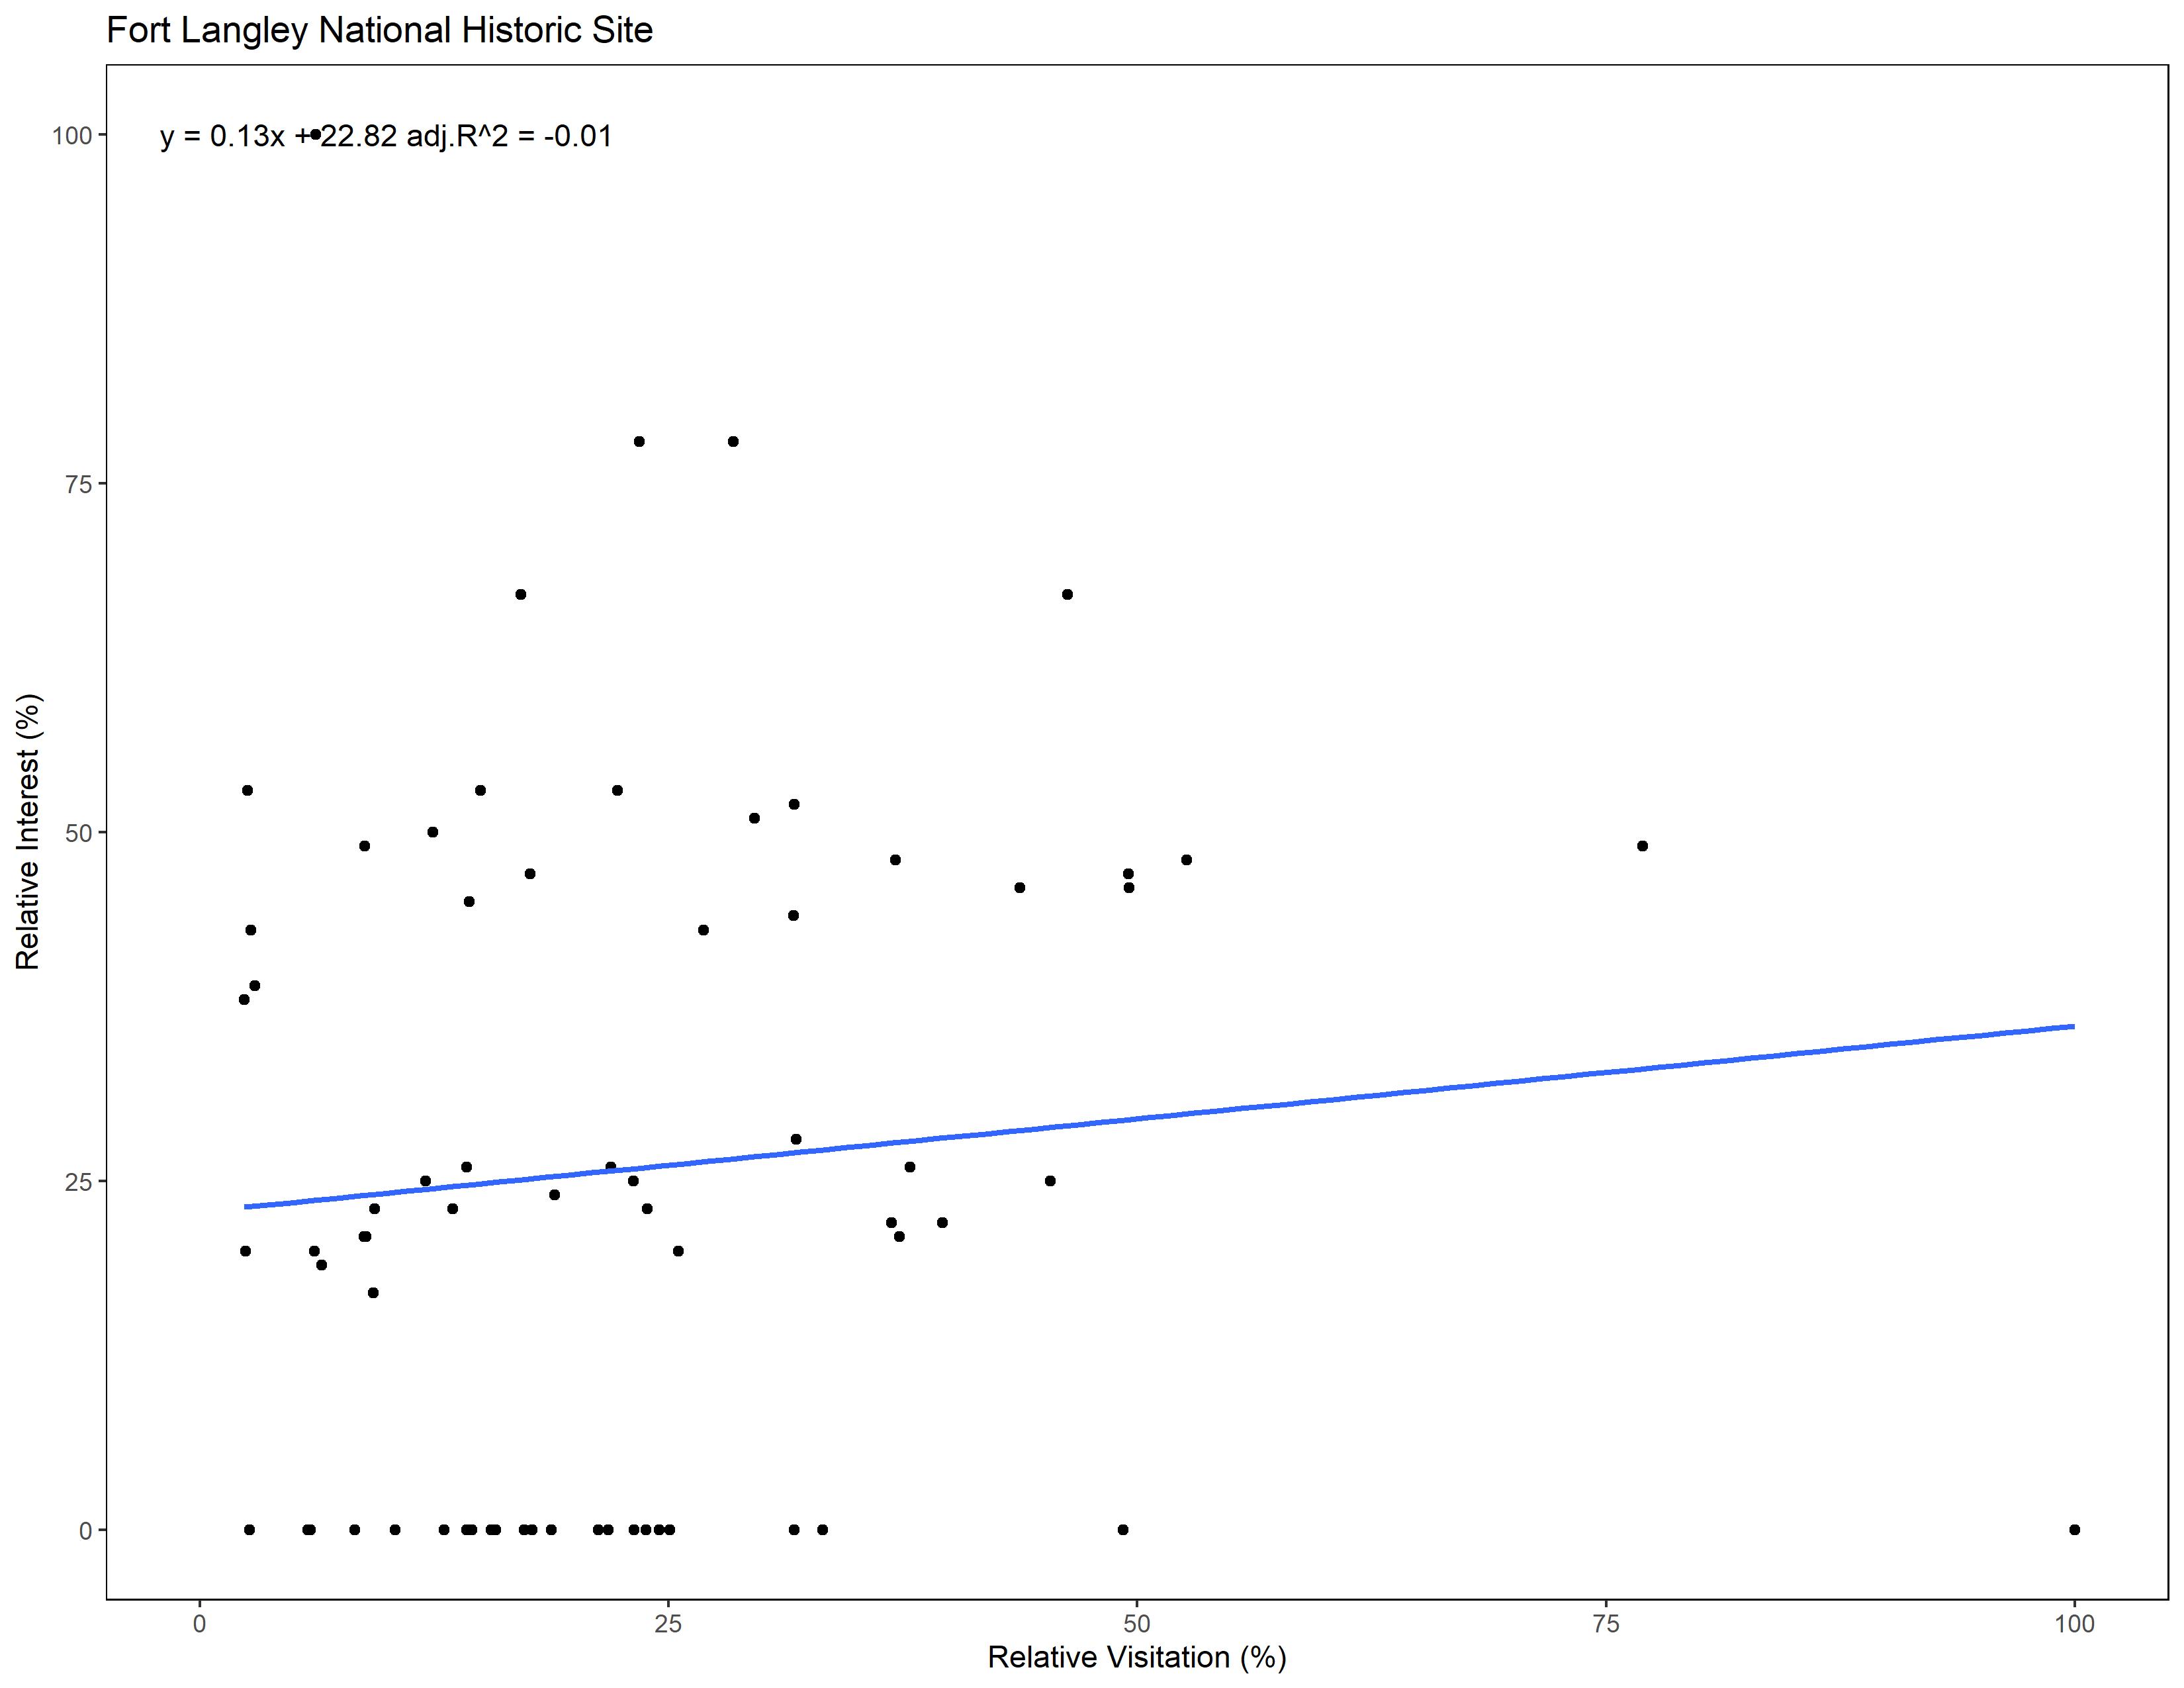 Fort Langley National Historic Site
y = 0.13x + 22.82 adj.R^2 = -0.01
100
75
50
25
0
Relative Interest (%)
0 25 50 75 100
Relative Visitation (%)